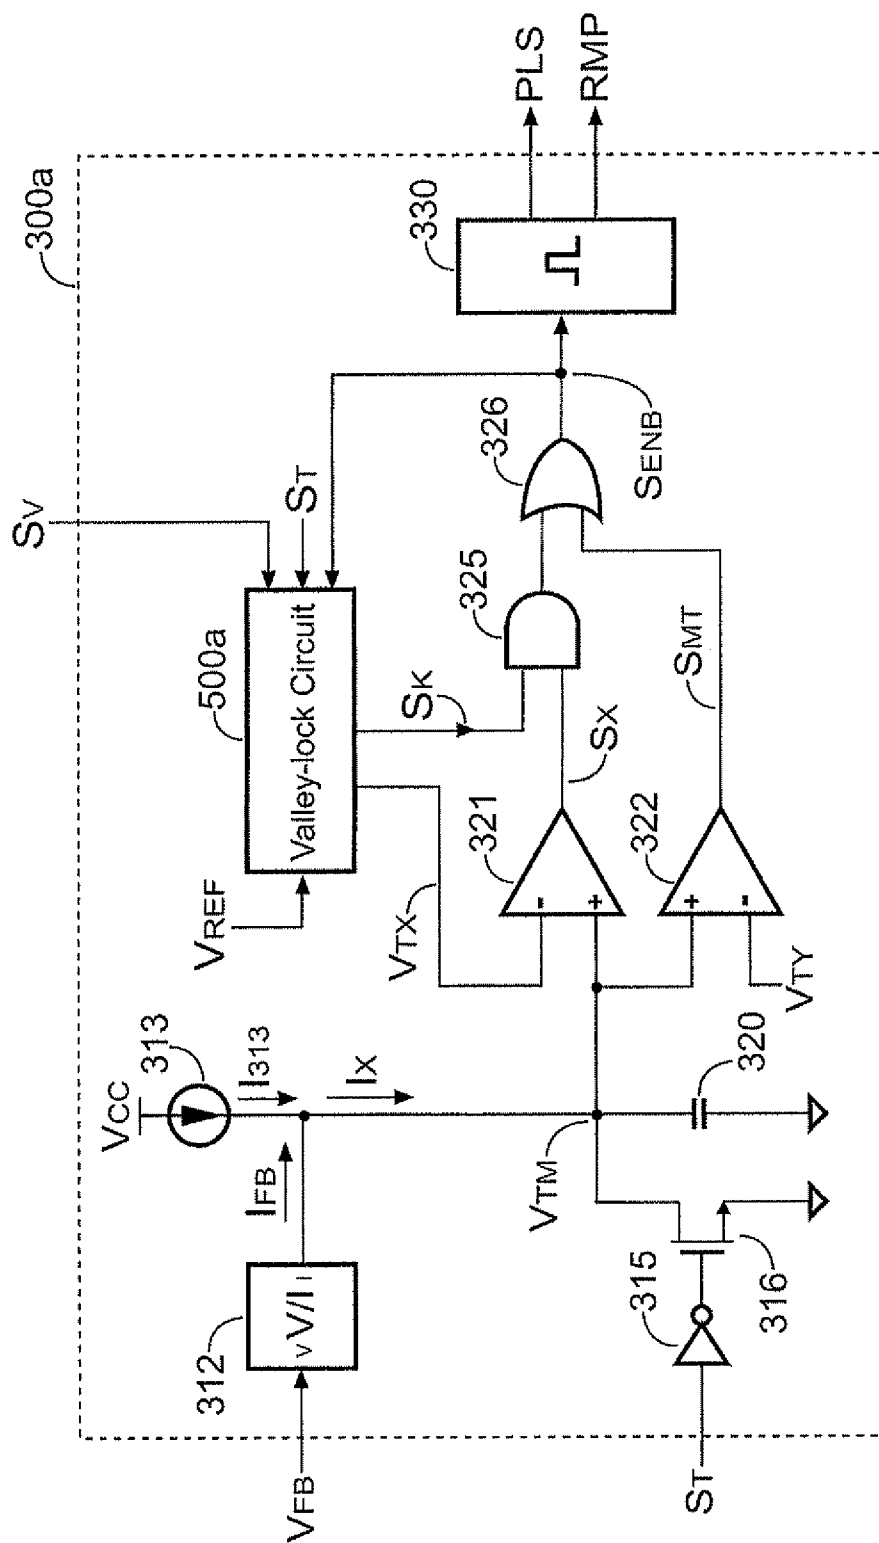 300a
SV
VREF
500a
Valley-lock Circuit
ST
VCC
313
I313
IX
IFB
VFB
312
V V/I I
VTX
SK
321
325
326
330
PLS
RMP
SX
SENB
VTM
322
SMT
VTY
320
315
316
ST
+
-
+
-